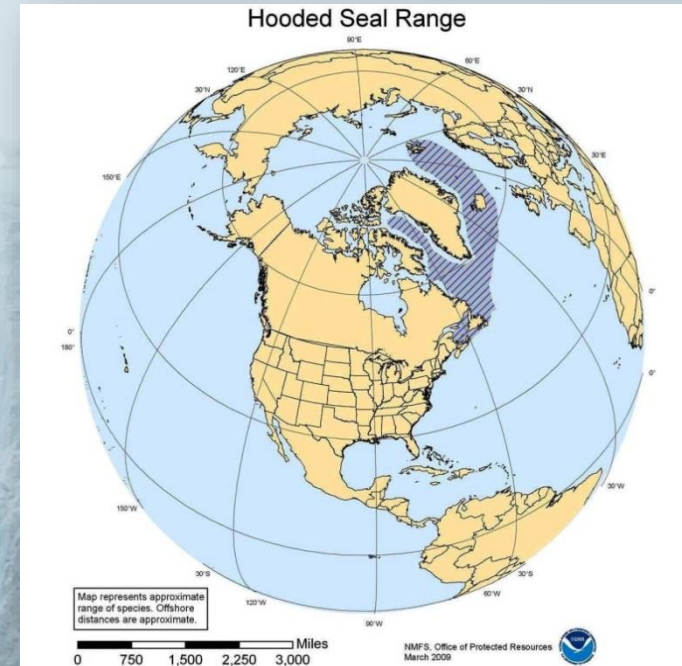 Hooded Seal Range
90°E
120°E
60°E
30°N
30°N
150°E
30°E
0°
180°
0°
0°
150°W
30°W
30°S
30°S
120°W
60°W
90°W
Map represents approximate
range of species. Offshore
distances are approximate.
Miles
0 750 1,500 2,250 3,000
NMFS, Office of Protected Resources
March 2009